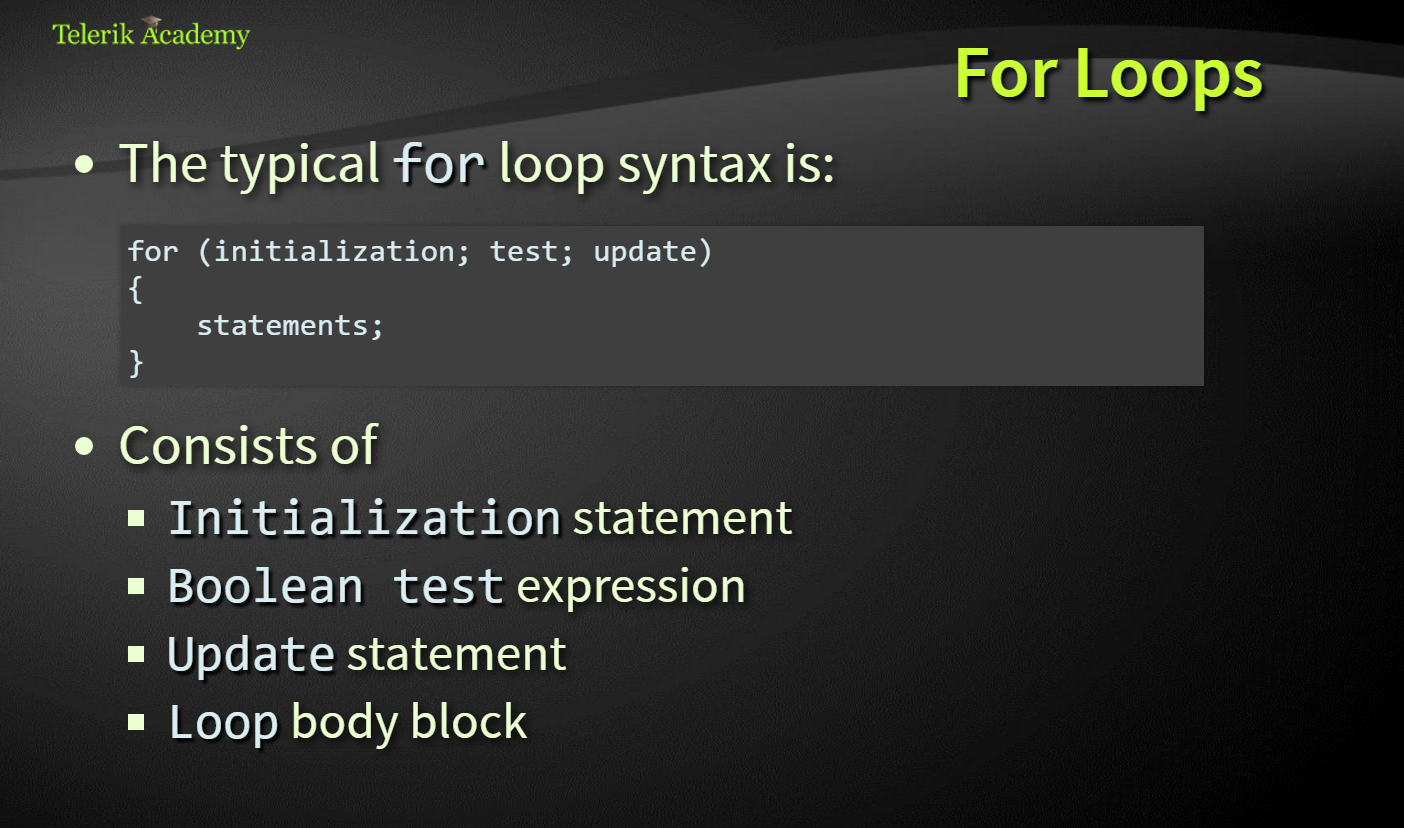 Telerik Academy
For Loops
• The typical for loop syntax is:
for (initialization; test; update)
{
    statements;
}
• Consists of
▪ Initialization statement
▪ Boolean test expression
▪ Update statement
▪ Loop body block